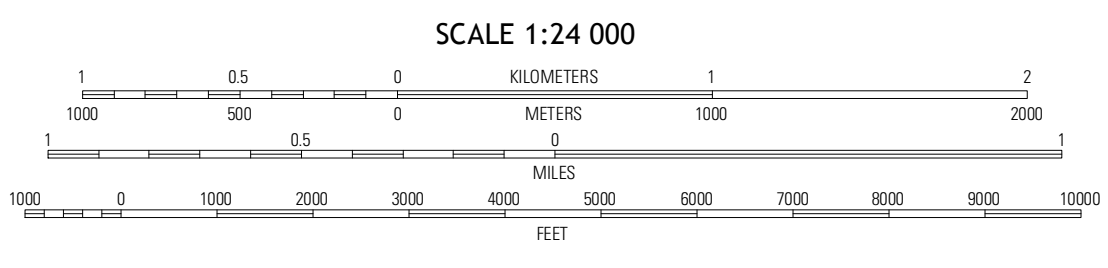 SCALE 1:24 000
1 0.5 0 KILOMETERS 1 2
1000 500 0 METERS 1000 2000
1 0.5 0 1
MILES
1000 0 1000 2000 3000 4000 5000 6000 7000 8000 9000 10000
FEET